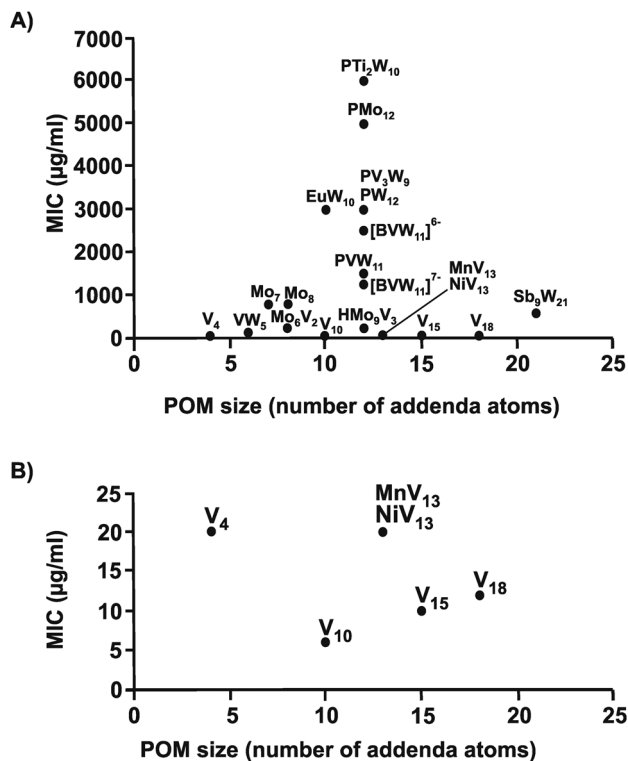 A)
7000
PTi₂W₁₀
6000
PMo₁₂
5000
MIC (µg/ml)
4000
PV₃W₉
EuW₁₀ PW₁₂
3000
[BVW₁₁]⁶⁻
2000
PVW₁₁
MnV₁₃
[BVW₁₁]⁷⁻
NiV₁₃
Mo₇ Mo₈
Sb₉W₂₁
1000
V₄ VW₅ Mo₆V₂ V₁₀ HMo₉V₃ V₁₅ V₁₈
0
0 5 10 15 20 25
POM size (number of addenda atoms)
B)
25
MnV₁₃
V₄ NiV₁₃
20
MIC (µg/ml)
15
V₁₈
V₁₅
10
V₁₀
5
0
0 5 10 15 20 25
POM size (number of addenda atoms)